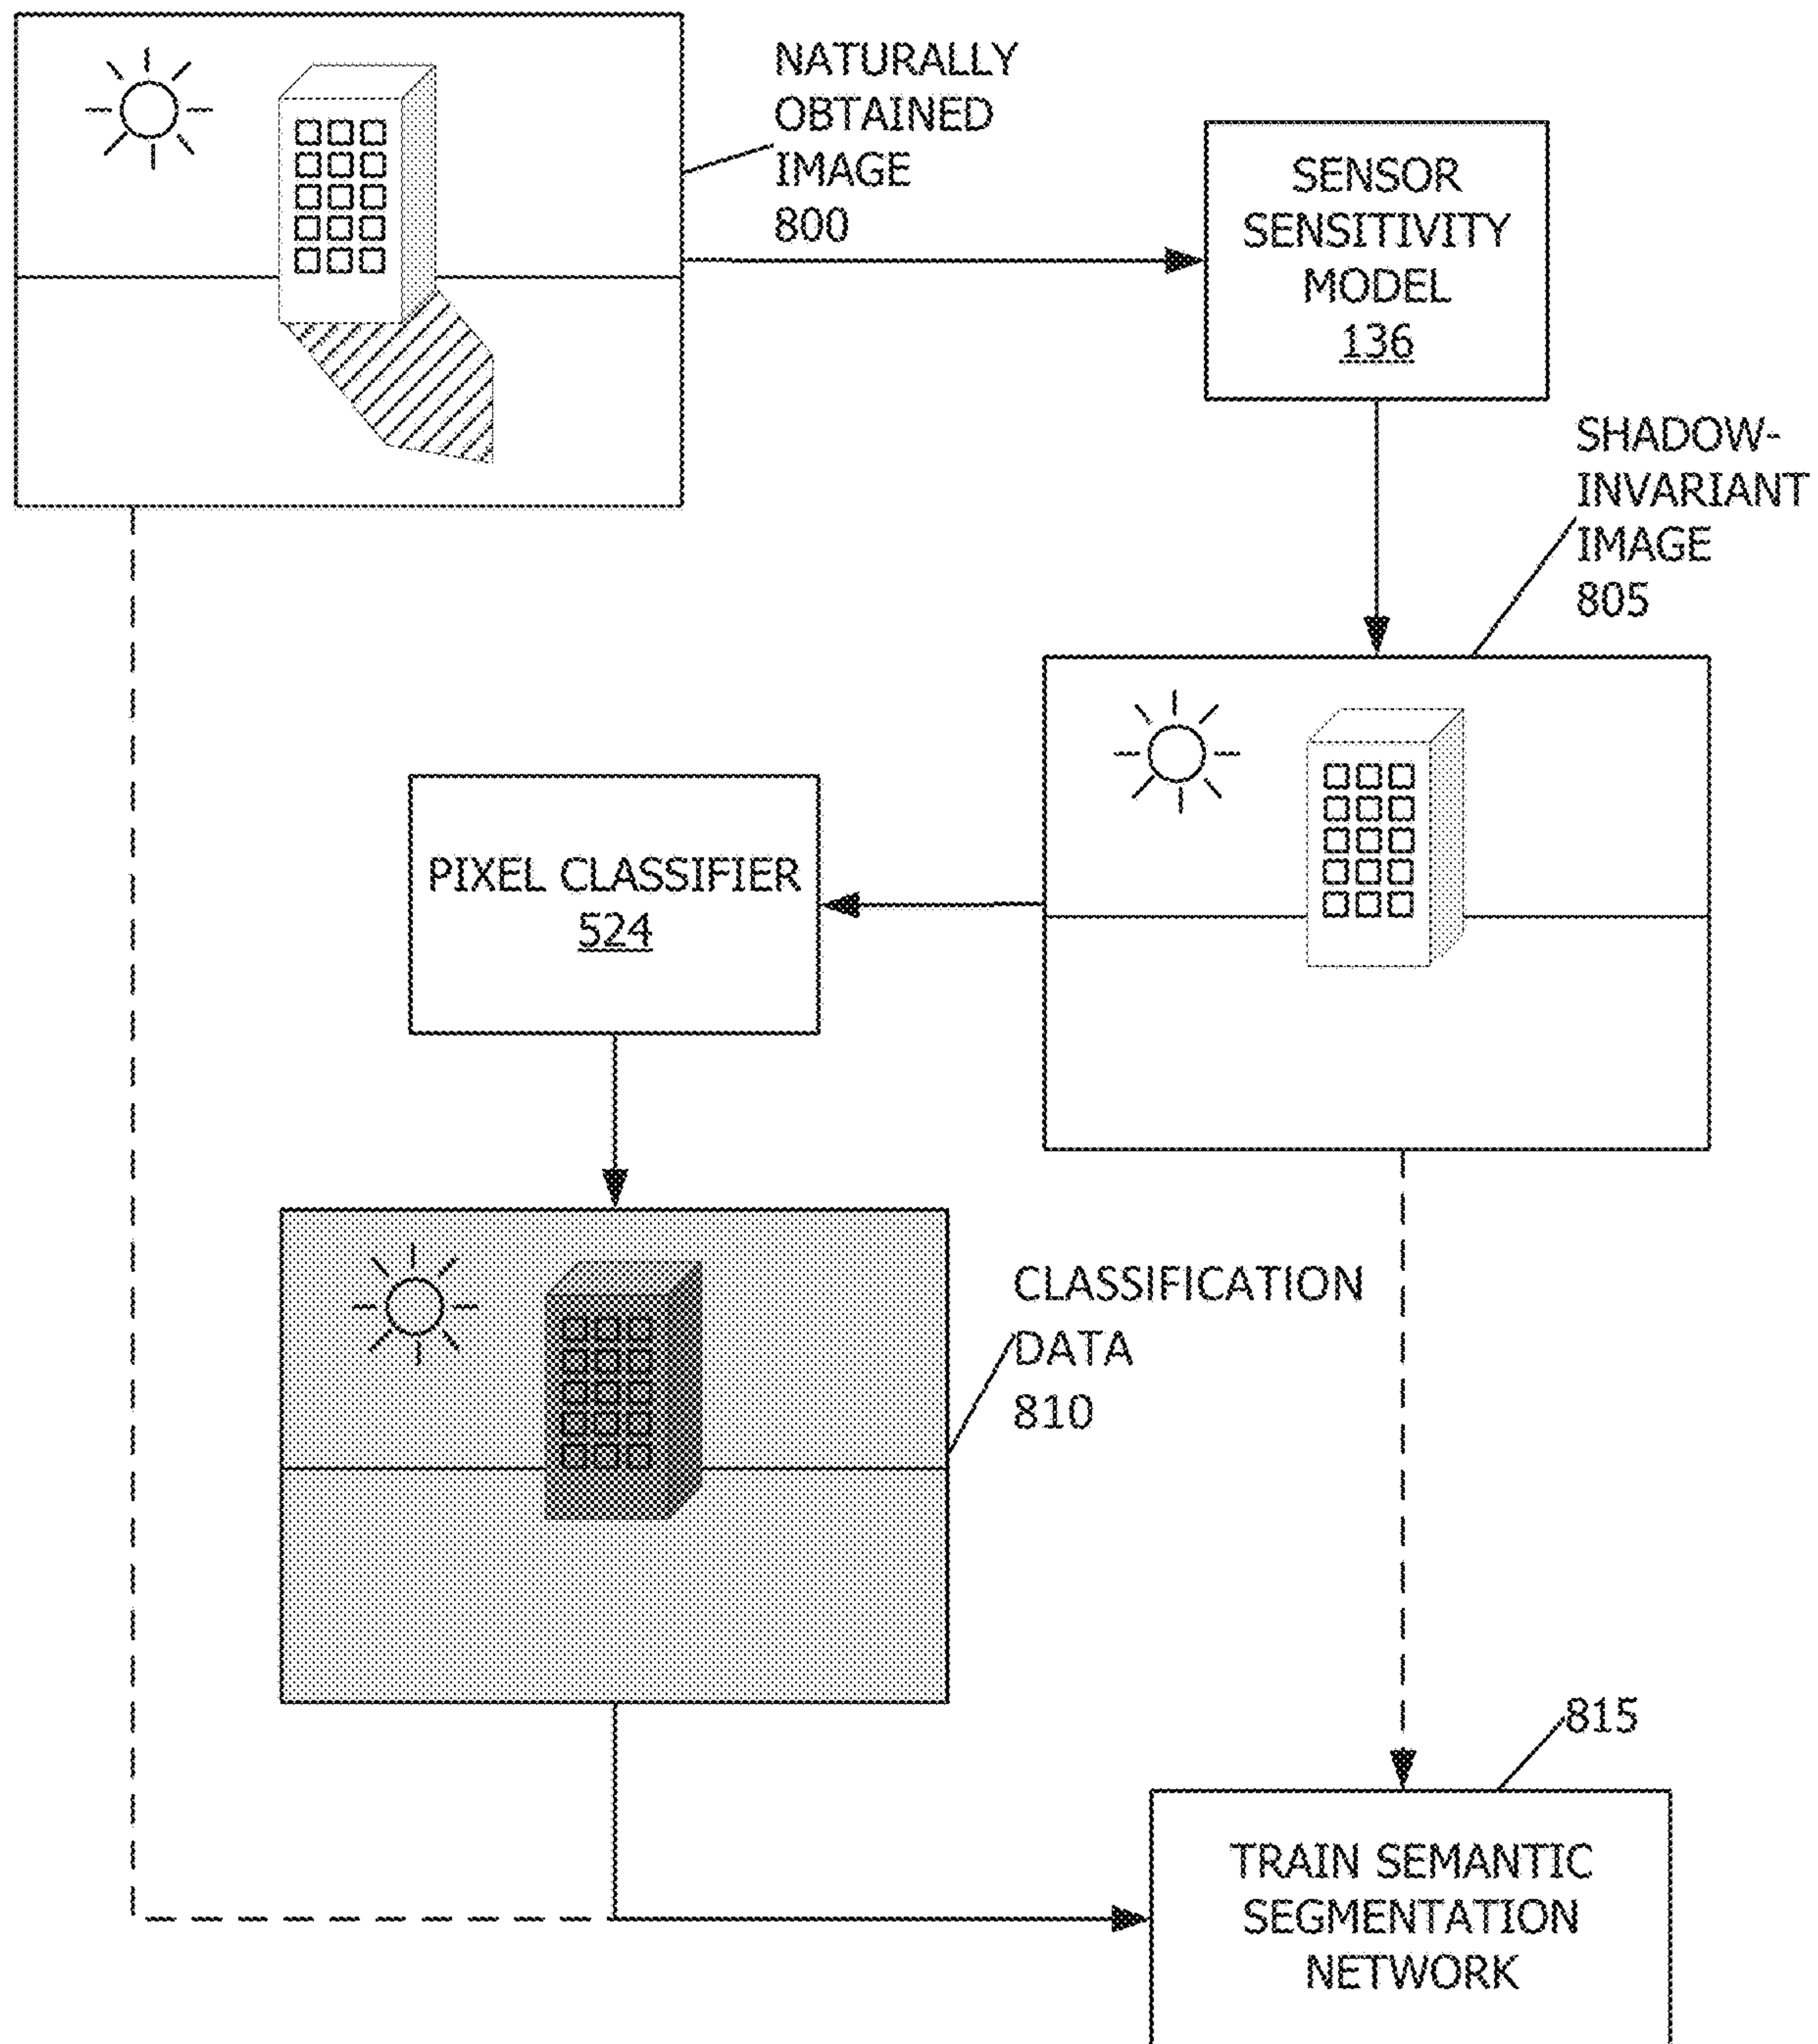 NATURALLY
OBTAINED
IMAGE
800
SENSOR
SENSITIVITY
MODEL
136
SHADOW-
INVARIANT
IMAGE
805
PIXEL CLASSIFIER
524
CLASSIFICATION
DATA
810
815
TRAIN SEMANTIC
SEGMENTATION
NETWORK